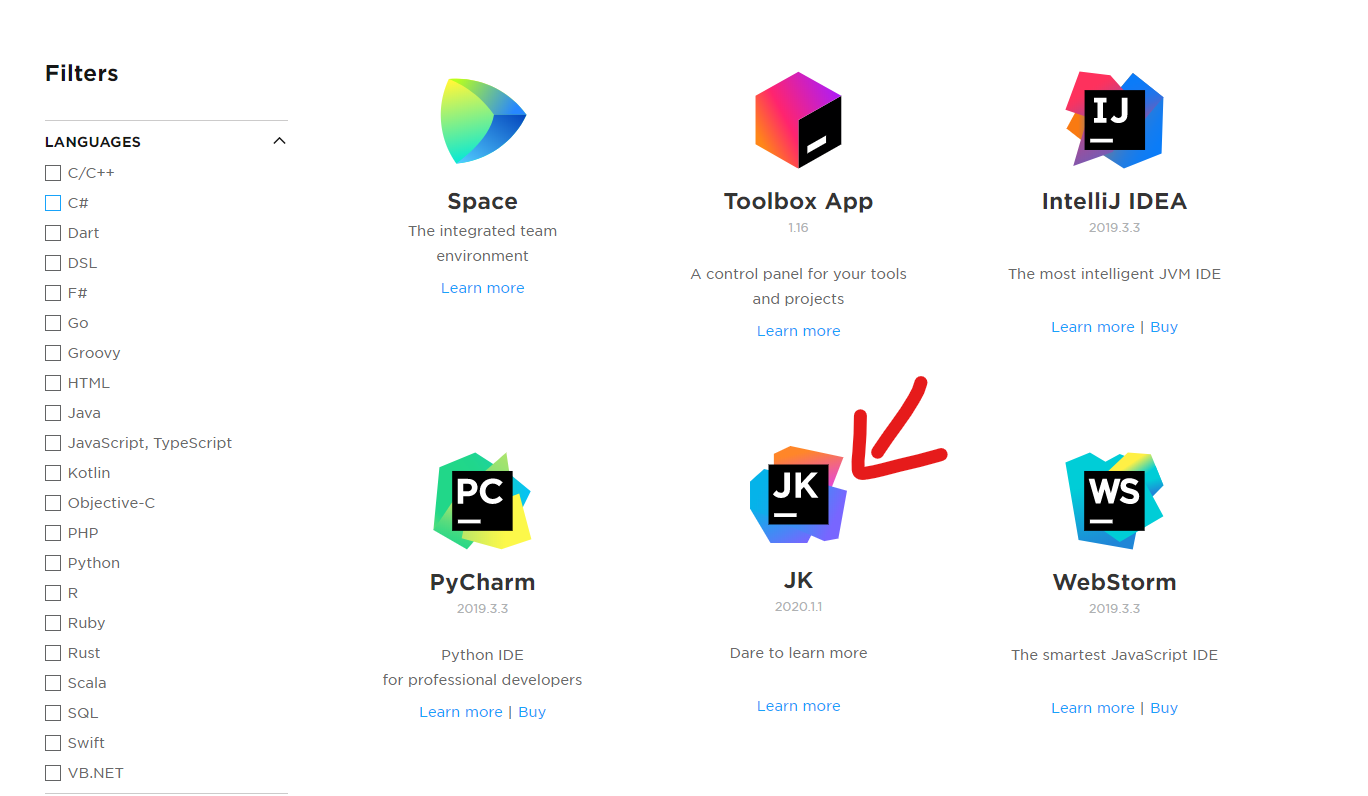 Filters
LANGUAGES
C/C++
C#
Dart
DSL
F#
Go
Groovy
HTML
Java
JavaScript, TypeScript
Kotlin
Objective-C
PHP
Python
R
Ruby
Rust
Scala
SQL
Swift
VB.NET
Space
The integrated team
environment
Learn more
Toolbox App
1.16
A control panel for your tools
and projects
Learn more
IJ
IntelliJ IDEA
2019.3.3
The most intelligent JVM IDE
Learn more | Buy
PC
PyCharm
2019.3.3
Python IDE
for professional developers
Learn more | Buy
JK
JK
2020.1.1
Dare to learn more
Learn more
WS
WebStorm
2019.3.3
The smartest JavaScript IDE
Learn more | Buy